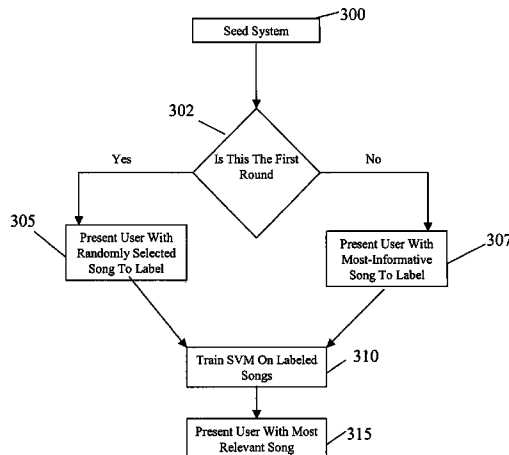 300
Seed System
302
Is This The First
Round
Yes
No
305
Present User With
Randomly Selected
Song To Label
Present User With
Most-Informative
Song To Label
307
Train SVM On Labeled
Songs
310
Present User With Most
Relevant Song
315